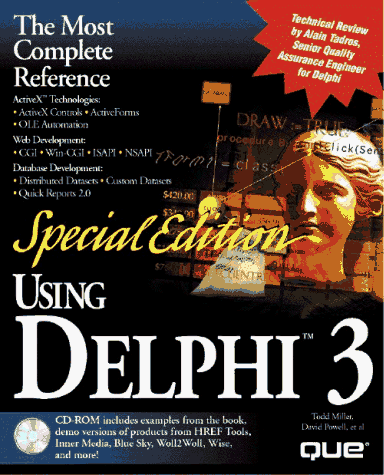 The Most
Complete
Reference
ActiveX™ Technologies:
• ActiveX Controls • ActiveForms
• OLE Automation
Web Development:
• CGI • Win-CGI • ISAPI • NSAPI
Database Development:
• Distributed Datasets • Custom Datasets
• Quick Reports 2.0
Technical Review
by Alain Tadros,
Senior Quality
Assurance Engineer
for Delphi
DRAW := TRUE;
procedure
Click(Sen
TForm1 = class
$420.00
Special Edition
USING
DELPHI™ 3
Todd Miller,
David Powell, et al
CD-ROM includes examples from the book,
demo versions of products from HREF Tools,
Inner Media, Blue Sky, Woll2Woll, Wise,
and more!
QUE®